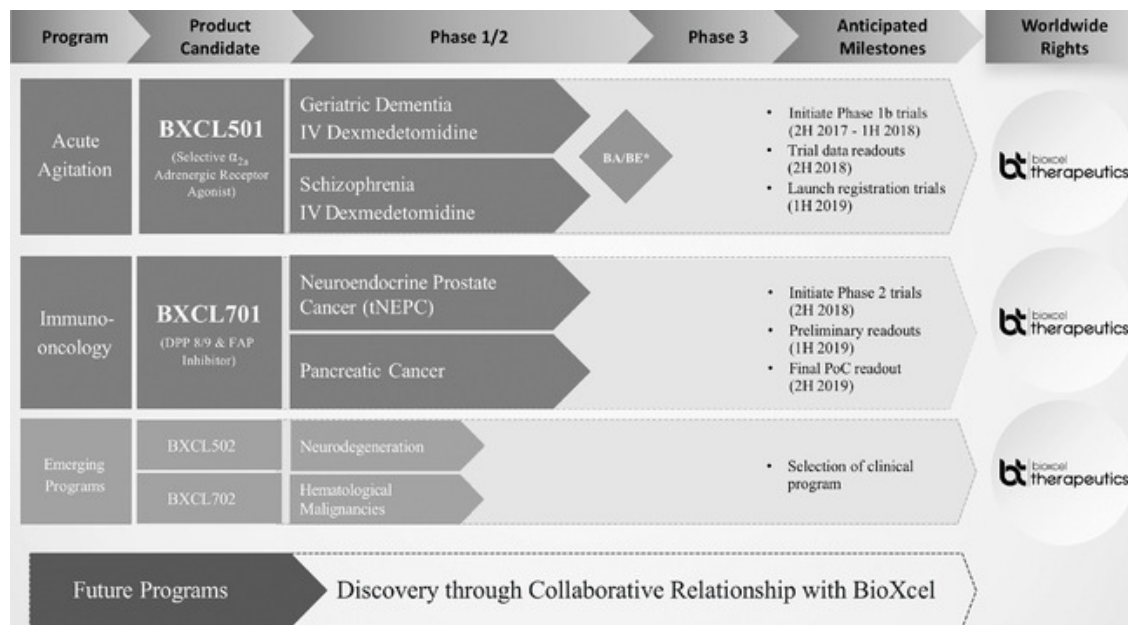 Program
Product
Candidate
Phase 1/2
Phase 3
Anticipated
Milestones
Worldwide
Rights
Acute
Agitation
BXCL501
(Selective α2a
Adrenergic Receptor
Agonist)
Geriatric Dementia
IV Dexmedetomidine
Schizophrenia
IV Dexmedetomidine
BA/BE*
• Initiate Phase 1b trials
(2H 2017 - 1H 2018)
• Trial data readouts
(2H 2018)
• Launch registration trials
(1H 2019)
bt bioxcel
therapeutics
Immuno-
oncology
BXCL701
(DPP 8/9 & FAP
Inhibitor)
Neuroendocrine Prostate
Cancer (tNEPC)
Pancreatic Cancer
• Initiate Phase 2 trials
(2H 2018)
• Preliminary readouts
(1H 2019)
• Final PoC readout
(2H 2019)
bt bioxcel
therapeutics
Emerging
Programs
BXCL502
Neurodegeneration
BXCL702
Hematological
Malignancies
• Selection of clinical
program
bt bioxcel
therapeutics
Future Programs
Discovery through Collaborative Relationship with BioXcel